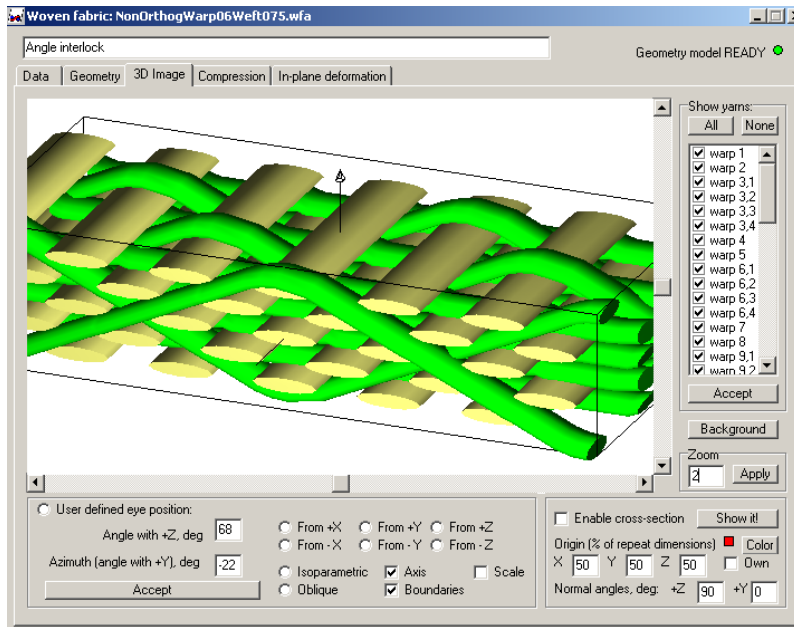 Woven fabric: NonOrthogWarp06Weft075.wfa
Angle interlock
Geometry model READY
Data Geometry 3D Image Compression In-plane deformation
Show yarns:
All None
warp 1
warp 2
warp 3,1
warp 3,2
warp 3,3
warp 3,4
warp 4
warp 5
warp 6,1
warp 6,2
warp 6,3
warp 6,4
warp 7
warp 8
warp 9,1
warp 9,2
Accept
Background
Zoom
2 Apply
User defined eye position:
Angle with +Z, deg 68
Azimuth (angle with +Y), deg -22
Accept
From +X From +Y From +Z
From -X From -Y From -Z
Isoparametric Axis Scale
Oblique Boundaries
Enable cross-section Show it!
Origin (% of repeat dimensions) Color
X 50 Y 50 Z 50 Own
Normal angles, deg: +Z 90 +Y 0